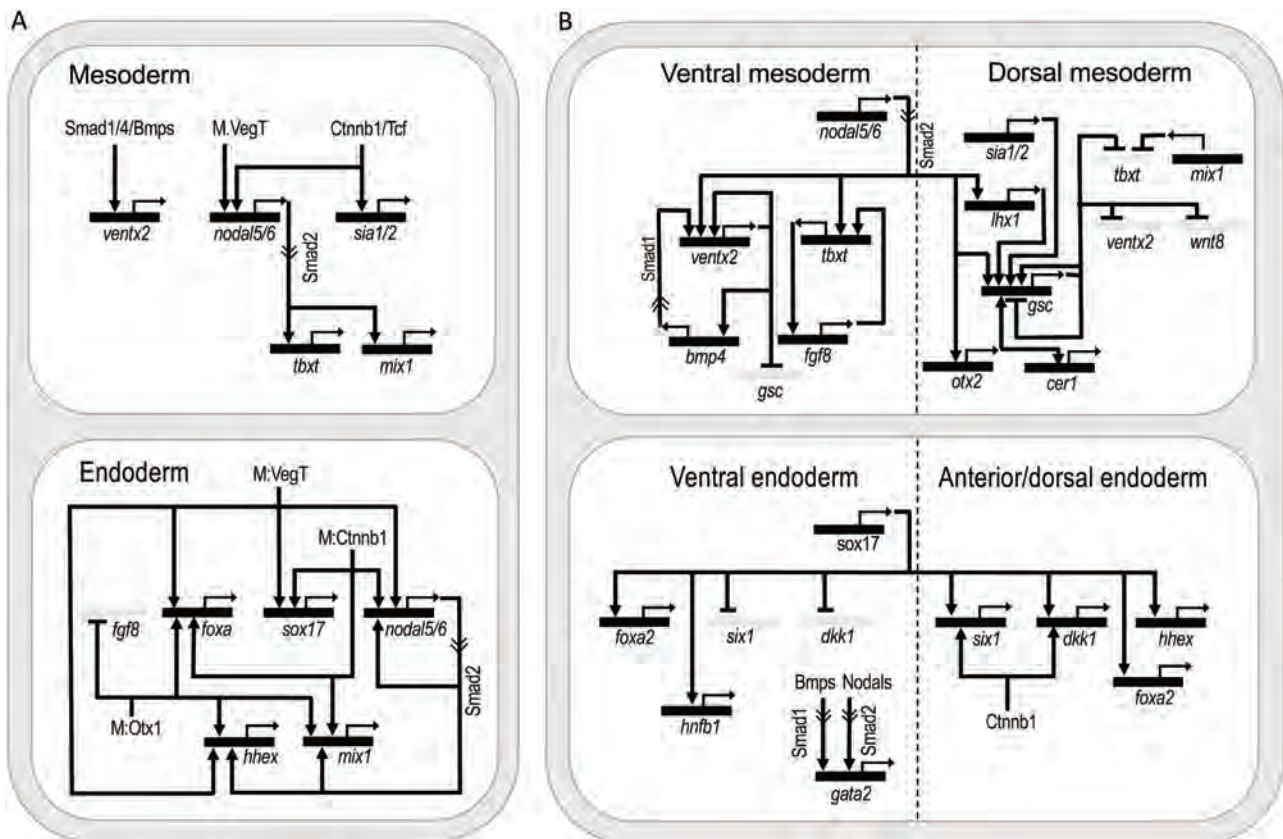 A
B
Mesoderm
Smad1/4/Bmps
M.VegT
Ctnnb1/Tcf
ventx2
nodal5/6
sia1/2
Smad2
tbxt
mix1
Endoderm
M:VegT
M:Ctnnb1
fgf8
foxa
sox17
nodal5/6
Smad2
M:Otx1
hhex
mix1
Ventral mesoderm
Dorsal mesoderm
nodal5/6
Smad2
sia1/2
tbxt
mix1
lhx1
ventx2
wnt8
ventx2
tbxt
Smad1
gsc
bmp4
fgf8
gsc
otx2
cer1
Ventral endoderm
Anterior/dorsal endoderm
sox17
foxa2
six1
dkk1
six1
dkk1
hhex
hnfb1
Bmps
Nodals
Smad1
Smad2
gata2
Ctnnb1
foxa2